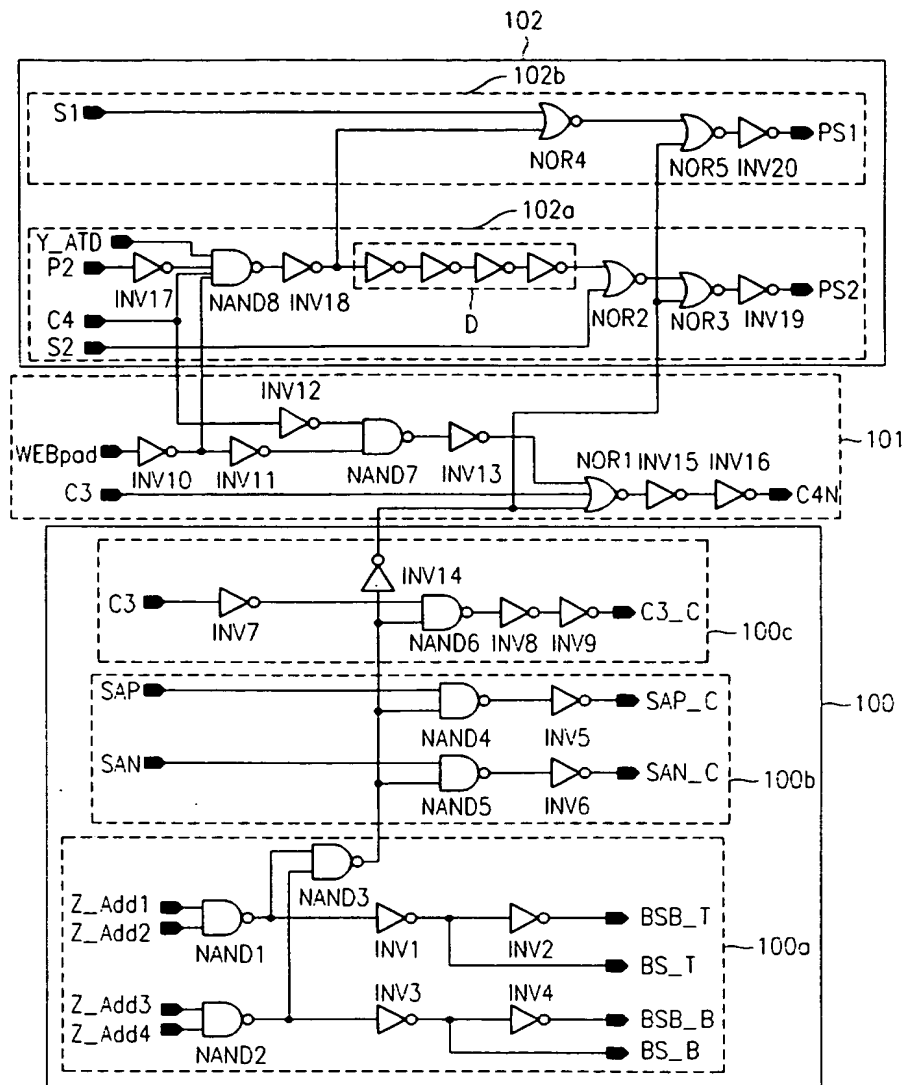 102
102b
S1
PS1
NOR4
NOR5 INV20
102a
Y_ATD
P2
PS2
INV17
NAND8 INV18
D
NOR2
NOR3 INV19
C4
S2
INV12
101
WEBpad
INV10 INV11
NAND7
INV13
NOR1 INV15 INV16
C3
C4N
INV14
C3
C3_C
INV7
NAND6 INV8 INV9
100c
SAP
SAP_C
100
NAND4 INV5
SAN
SAN_C
NAND5 INV6
100b
NAND3
Z_Add1
Z_Add2
BSB_T
NAND1
INV1 INV2
BS_T
100a
INV3 INV4
Z_Add3
Z_Add4
BSB_B
NAND2
BS_B